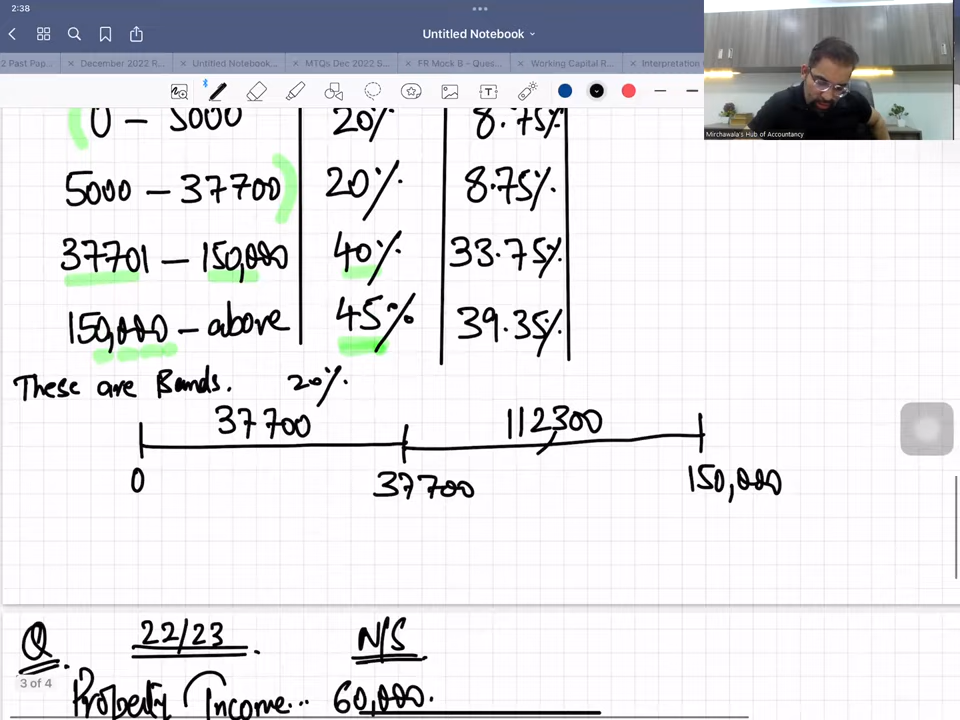 2:38
Untitled Notebook
2 Past Pap...
December 2022 R...
Untitled Notebook...
MTQs Dec 2022 S...
FR Mock B - Ques...
Working Capital R...
Interpretation
Mirchawala's Hub of Accountancy
0 – 5000 20% 8.75%
5000 – 37700 20% 8.75%
37701 – 150,000 40% 33.75%
150,000 – above 45% 39.35%
These are Bands. 20%
37700 112300
0 37700 150,000
Q. 22/23. N/S
3 of 4
Property Income... 60,000.